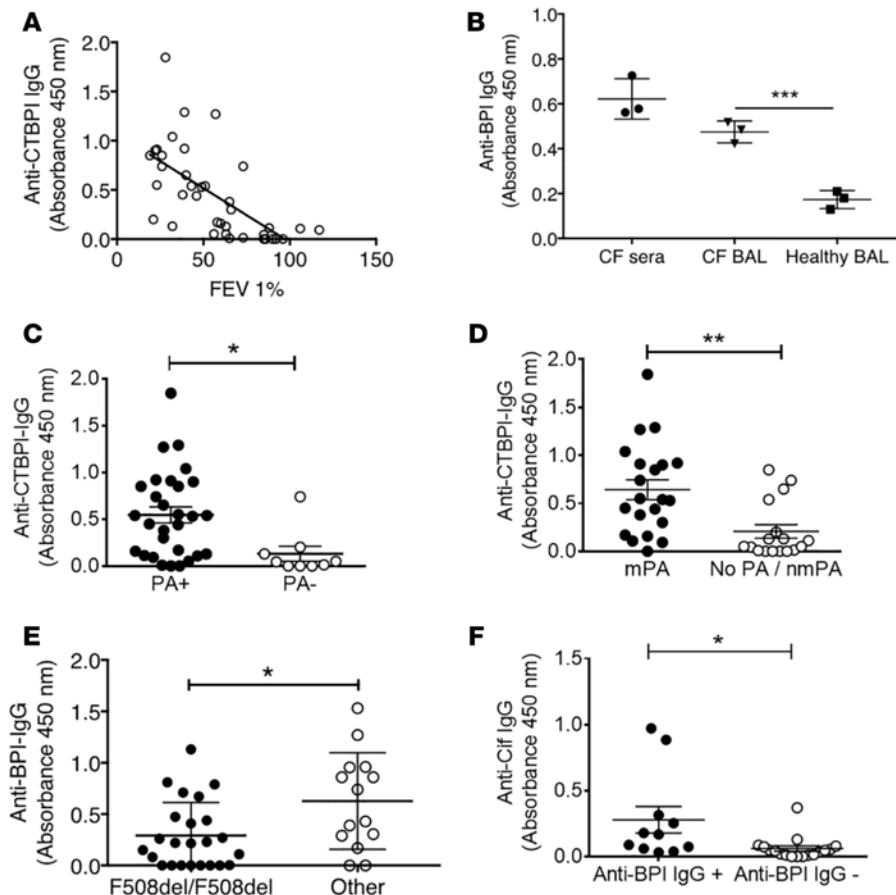 A
Anti-CTBPI IgG
(Absorbance 450 nm)
2.0
1.5
1.0
0.5
0.0
0
50
100
150
FEV 1%
B
Anti-BPI IgG
(Absorbance 450 nm)
1.0
0.8
0.6
0.4
0.2
0.0
***
CF sera
CF BAL
Healthy BAL
C
Anti-CTBPI-IgG
(Absorbance 450 nm)
2.0
1.5
1.0
0.5
0.0
*
PA+
PA-
D
Anti-CTBPI-IgG
(Absorbance 450 nm)
2.0
1.5
1.0
0.5
0.0
**
mPA
No PA / nmPA
E
Anti-BPI-IgG
(Absorbance 450 nm)
2.0
1.5
1.0
0.5
0.0
*
F508del/F508del
Other
F
Anti-Cif IgG
(Absorbance 450 nm)
1.5
1.0
0.5
0.0
*
Anti-BPI IgG +
Anti-BPI IgG -